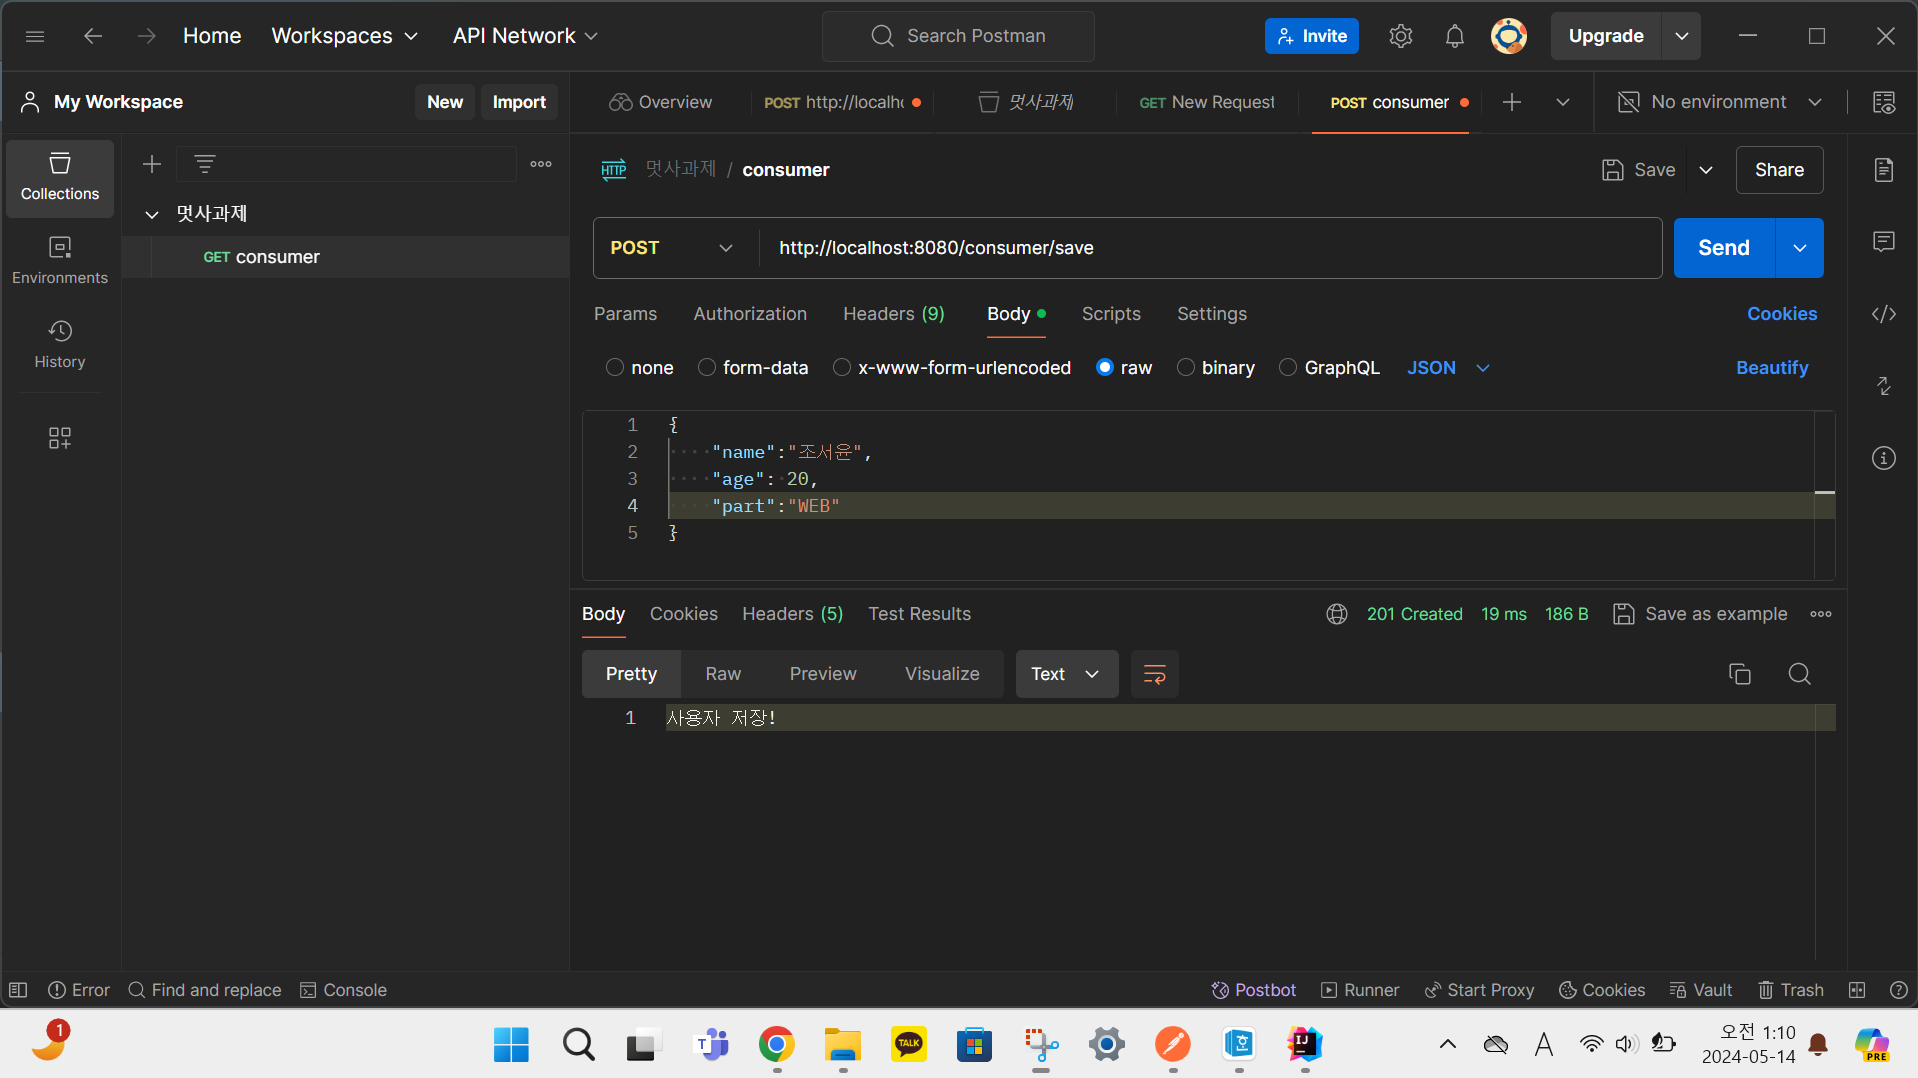 Home Workspaces API Network Search Postman Invite Upgrade
My Workspace New Import Overview POST http://localh 멋사과제 GET New Request POST consumer No environment
Collections
멋사과제
GET consumer
Environments
History
HTTP 멋사과제 / consumer Save Share
POST http://localhost:8080/consumer/save Send
Params Authorization Headers (9) Body Scripts Settings Cookies
none form-data x-www-form-urlencoded raw binary GraphQL JSON Beautify
1 {
2 "name":"조서윤",
3 "age": 20,
4 "part":"WEB"
5 }
Body Cookies Headers (5) Test Results 201 Created 19 ms 186 B Save as example
Pretty Raw Preview Visualize Text
1 사용자 저장!
Error Find and replace Console Postbot Runner Start Proxy Cookies Vault Trash
1 T TALK IJ A 오전 1:10 PRE
2024-05-14